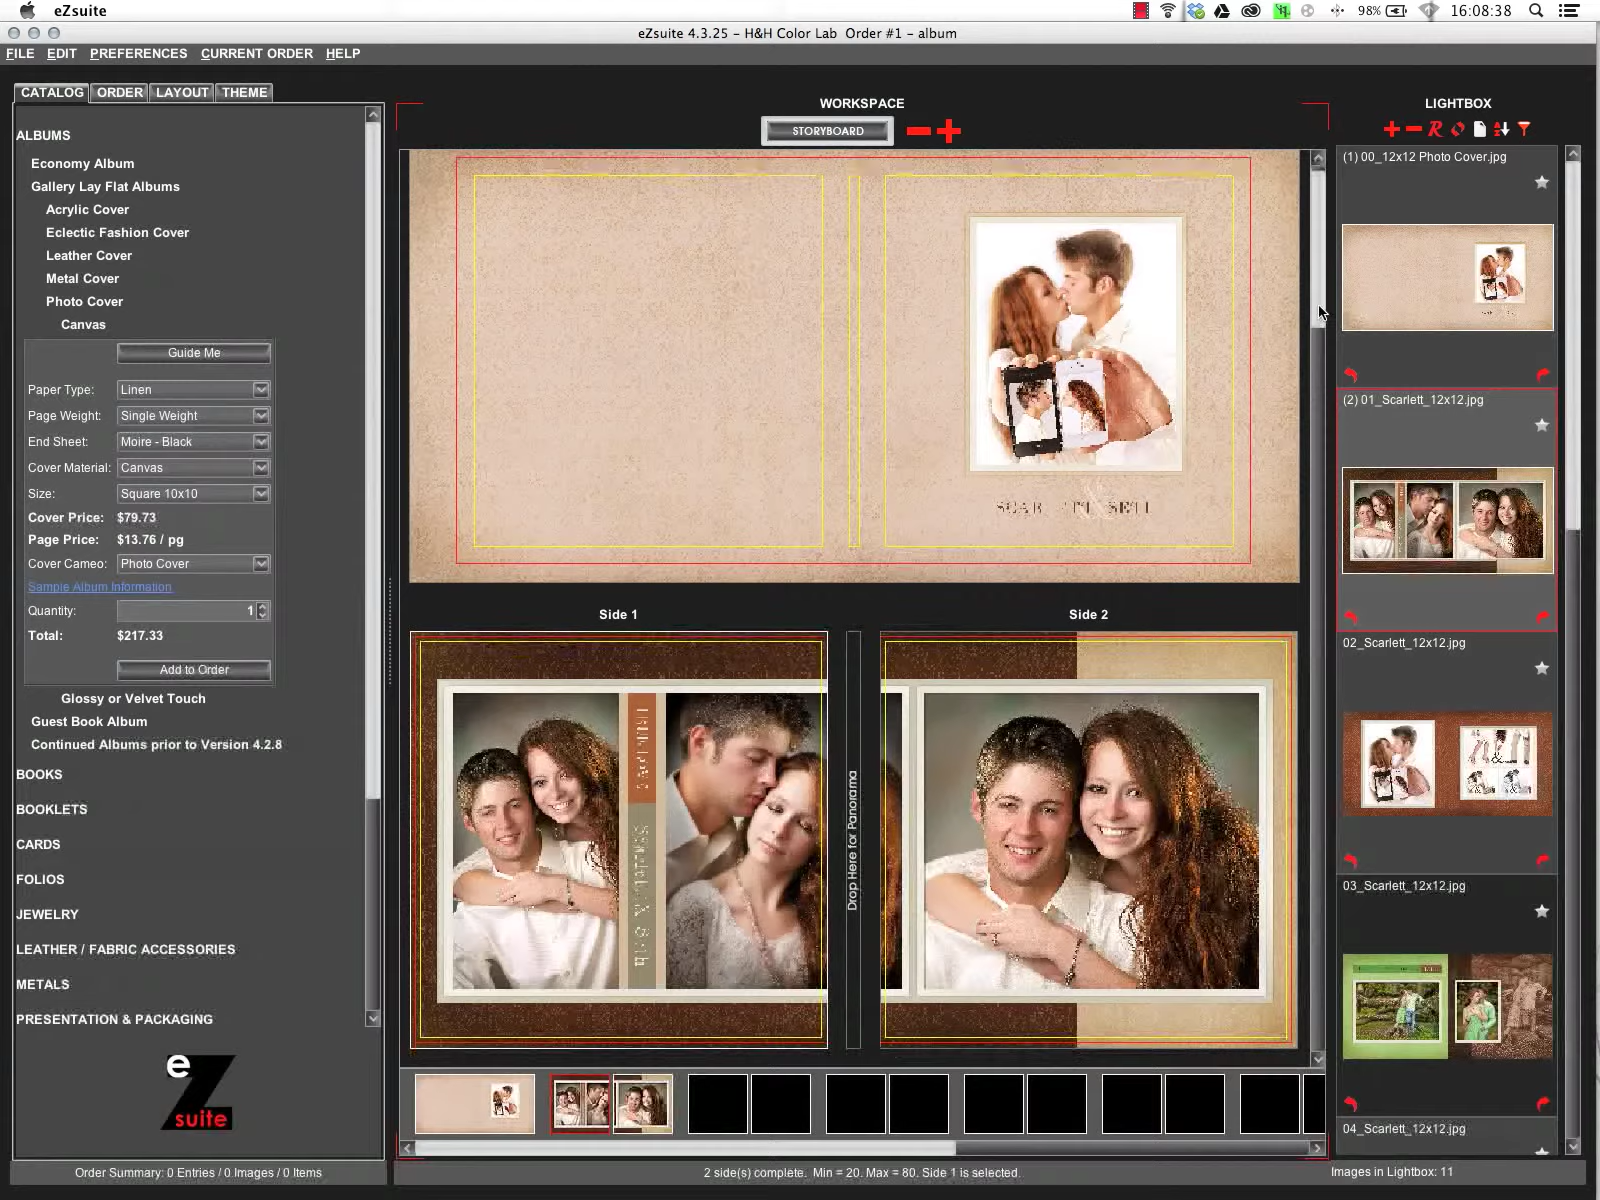 eZsuite
98%
16:08:38
eZsuite 4.3.25 – H&H Color Lab Order #1 – album
FILE EDIT PREFERENCES CURRENT ORDER HELP
CATALOG ORDER LAYOUT THEME
ALBUMS
Economy Album
Gallery Lay Flat Albums
Acrylic Cover
Eclectic Fashion Cover
Leather Cover
Metal Cover
Photo Cover
Canvas
Guide Me
Paper Type: Linen
Page Weight: Single Weight
End Sheet: Moire - Black
Cover Material: Canvas
Size: Square 10x10
Cover Price: $79.73
Page Price: $13.76 / pg
Cover Cameo: Photo Cover
Sample Album Information
Quantity: 1
Total: $217.33
Add to Order
Glossy or Velvet Touch
Guest Book Album
Continued Albums prior to Version 4.2.8
BOOKS
BOOKLETS
CARDS
FOLIOS
JEWELRY
LEATHER / FABRIC ACCESSORIES
METALS
PRESENTATION & PACKAGING
eZ
suite
Order Summary: 0 Entries / 0 Images / 0 Items
WORKSPACE
STORYBOARD
Side 1
Side 2
Drop Here for Panorama
2 side(s) complete. Min = 20. Max = 80. Side 1 is selected.
LIGHTBOX
R
(1) 00_12x12 Photo Cover.jpg
(2) 01_Scarlett_12x12.jpg
02_Scarlett_12x12.jpg
03_Scarlett_12x12.jpg
04_Scarlett_12x12.jpg
Images in Lightbox: 11